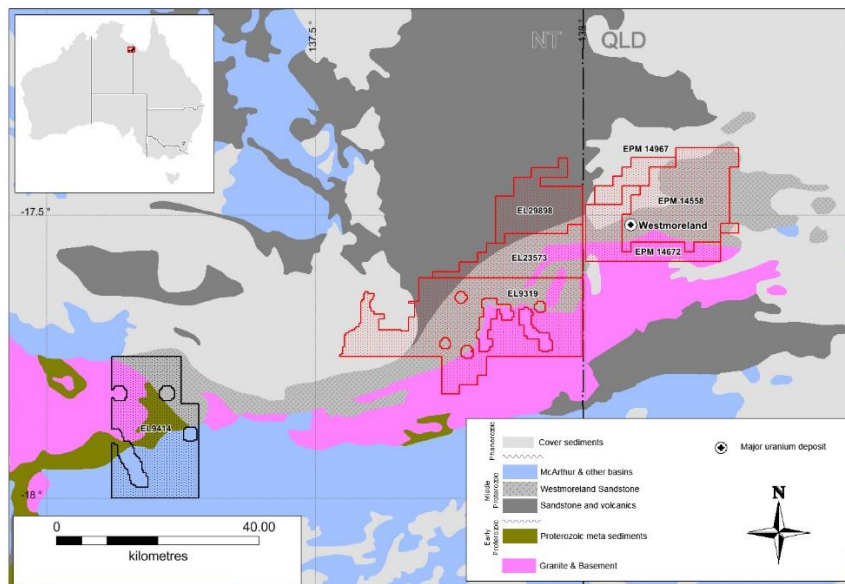 137.5 °
138 °
NT QLD
EPM 14967
-17.5 °
EL29898
EPM 14558
Westmoreland
EL23573
EPM 14672
EL9319
EL9414
-18 °
0 40.00
kilometres
Phanerozoic
Cover sediments
Major uranium deposit
Middle Proterozoic
McArthur & other basins
Westmoreland Sandstone
Sandstone and volcanics
Early Proterozoic
Proterozoic meta sediments
Granite & Basement
N